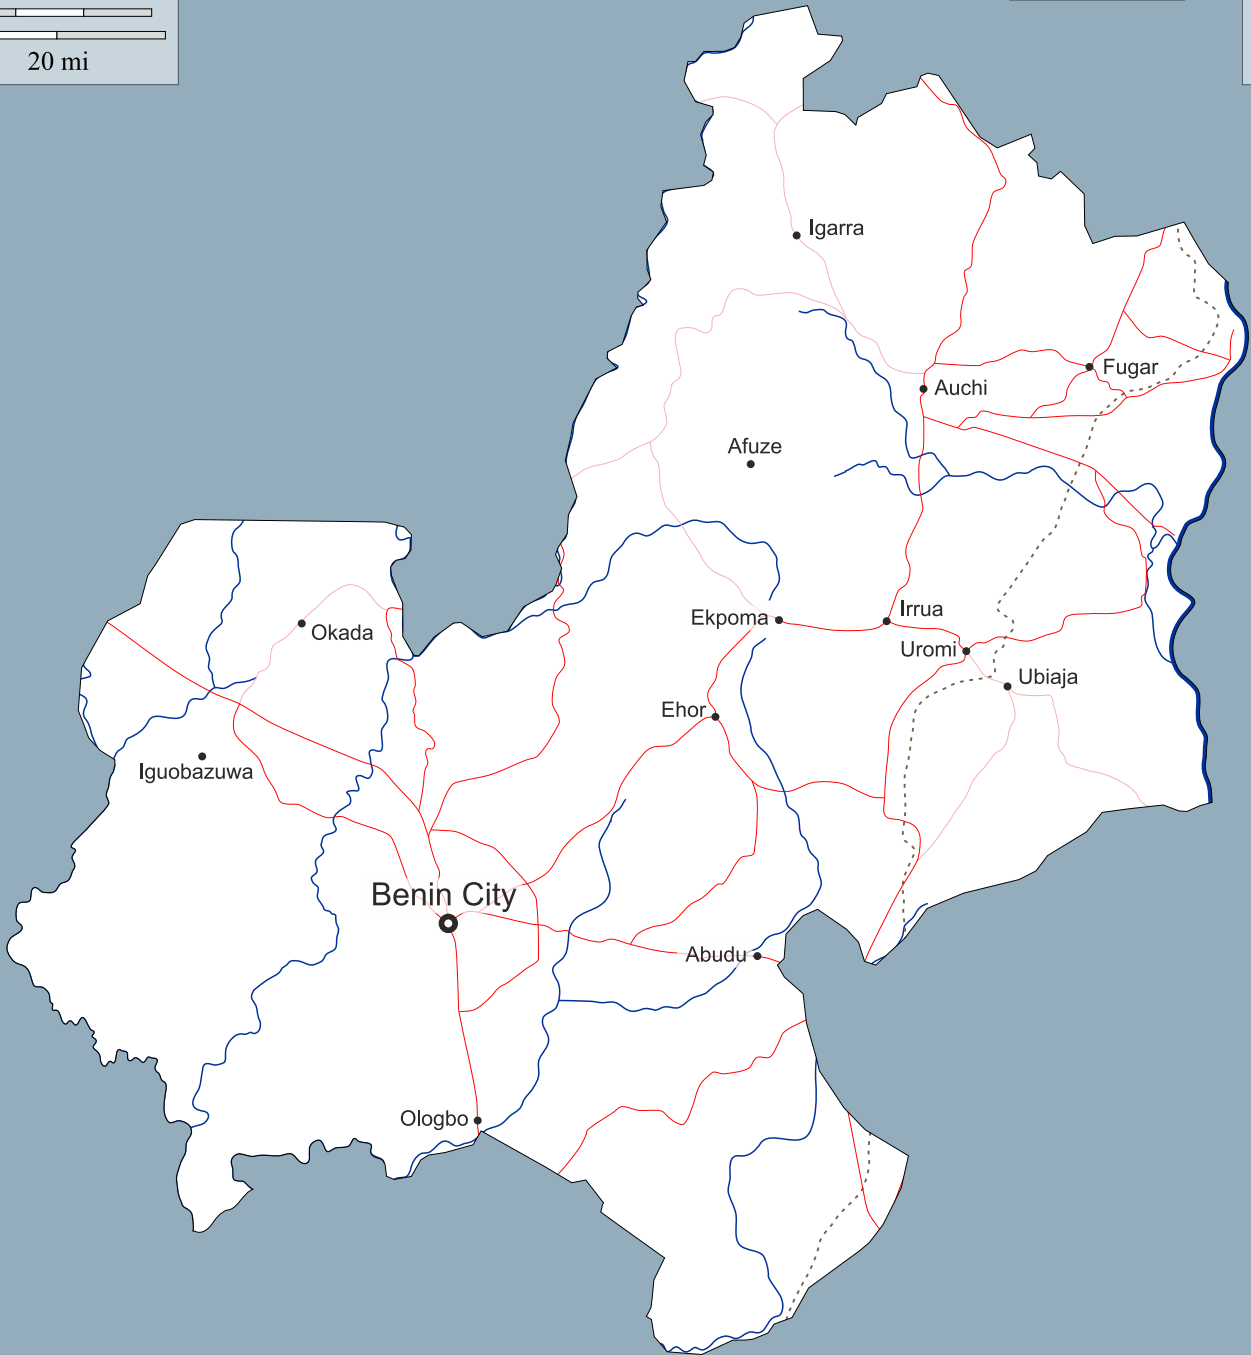 20 mi
Igarra
Fugar
Auchi
Afuze
Irrua
Ekpoma
Okada
Uromi
Ubiaja
Ehor
Iguobazuwa
Benin City
Abudu
Ologbo